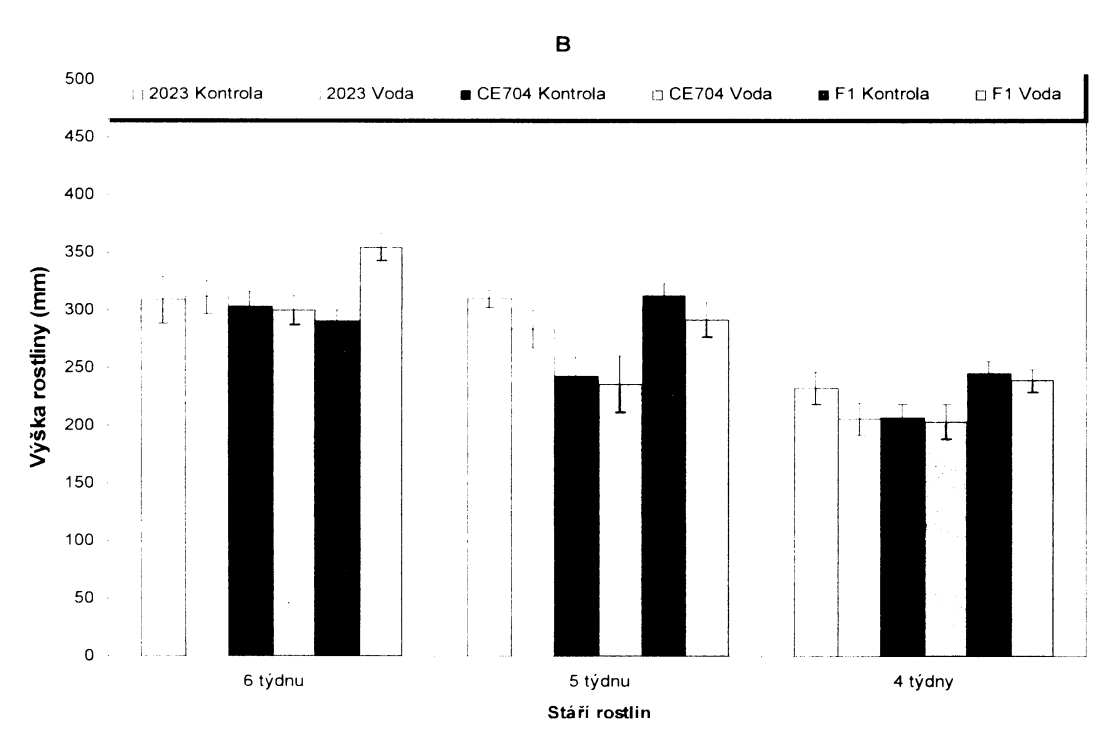 B
500
2023 Kontrola 2023 Voda CE704 Kontrola CE704 Voda F1 Kontrola F1 Voda
450
400
350
300
250
200
150
100
50
0
Výška rostliny (mm)
6 týdnu 5 týdnu 4 týdny
Stáří rostlin